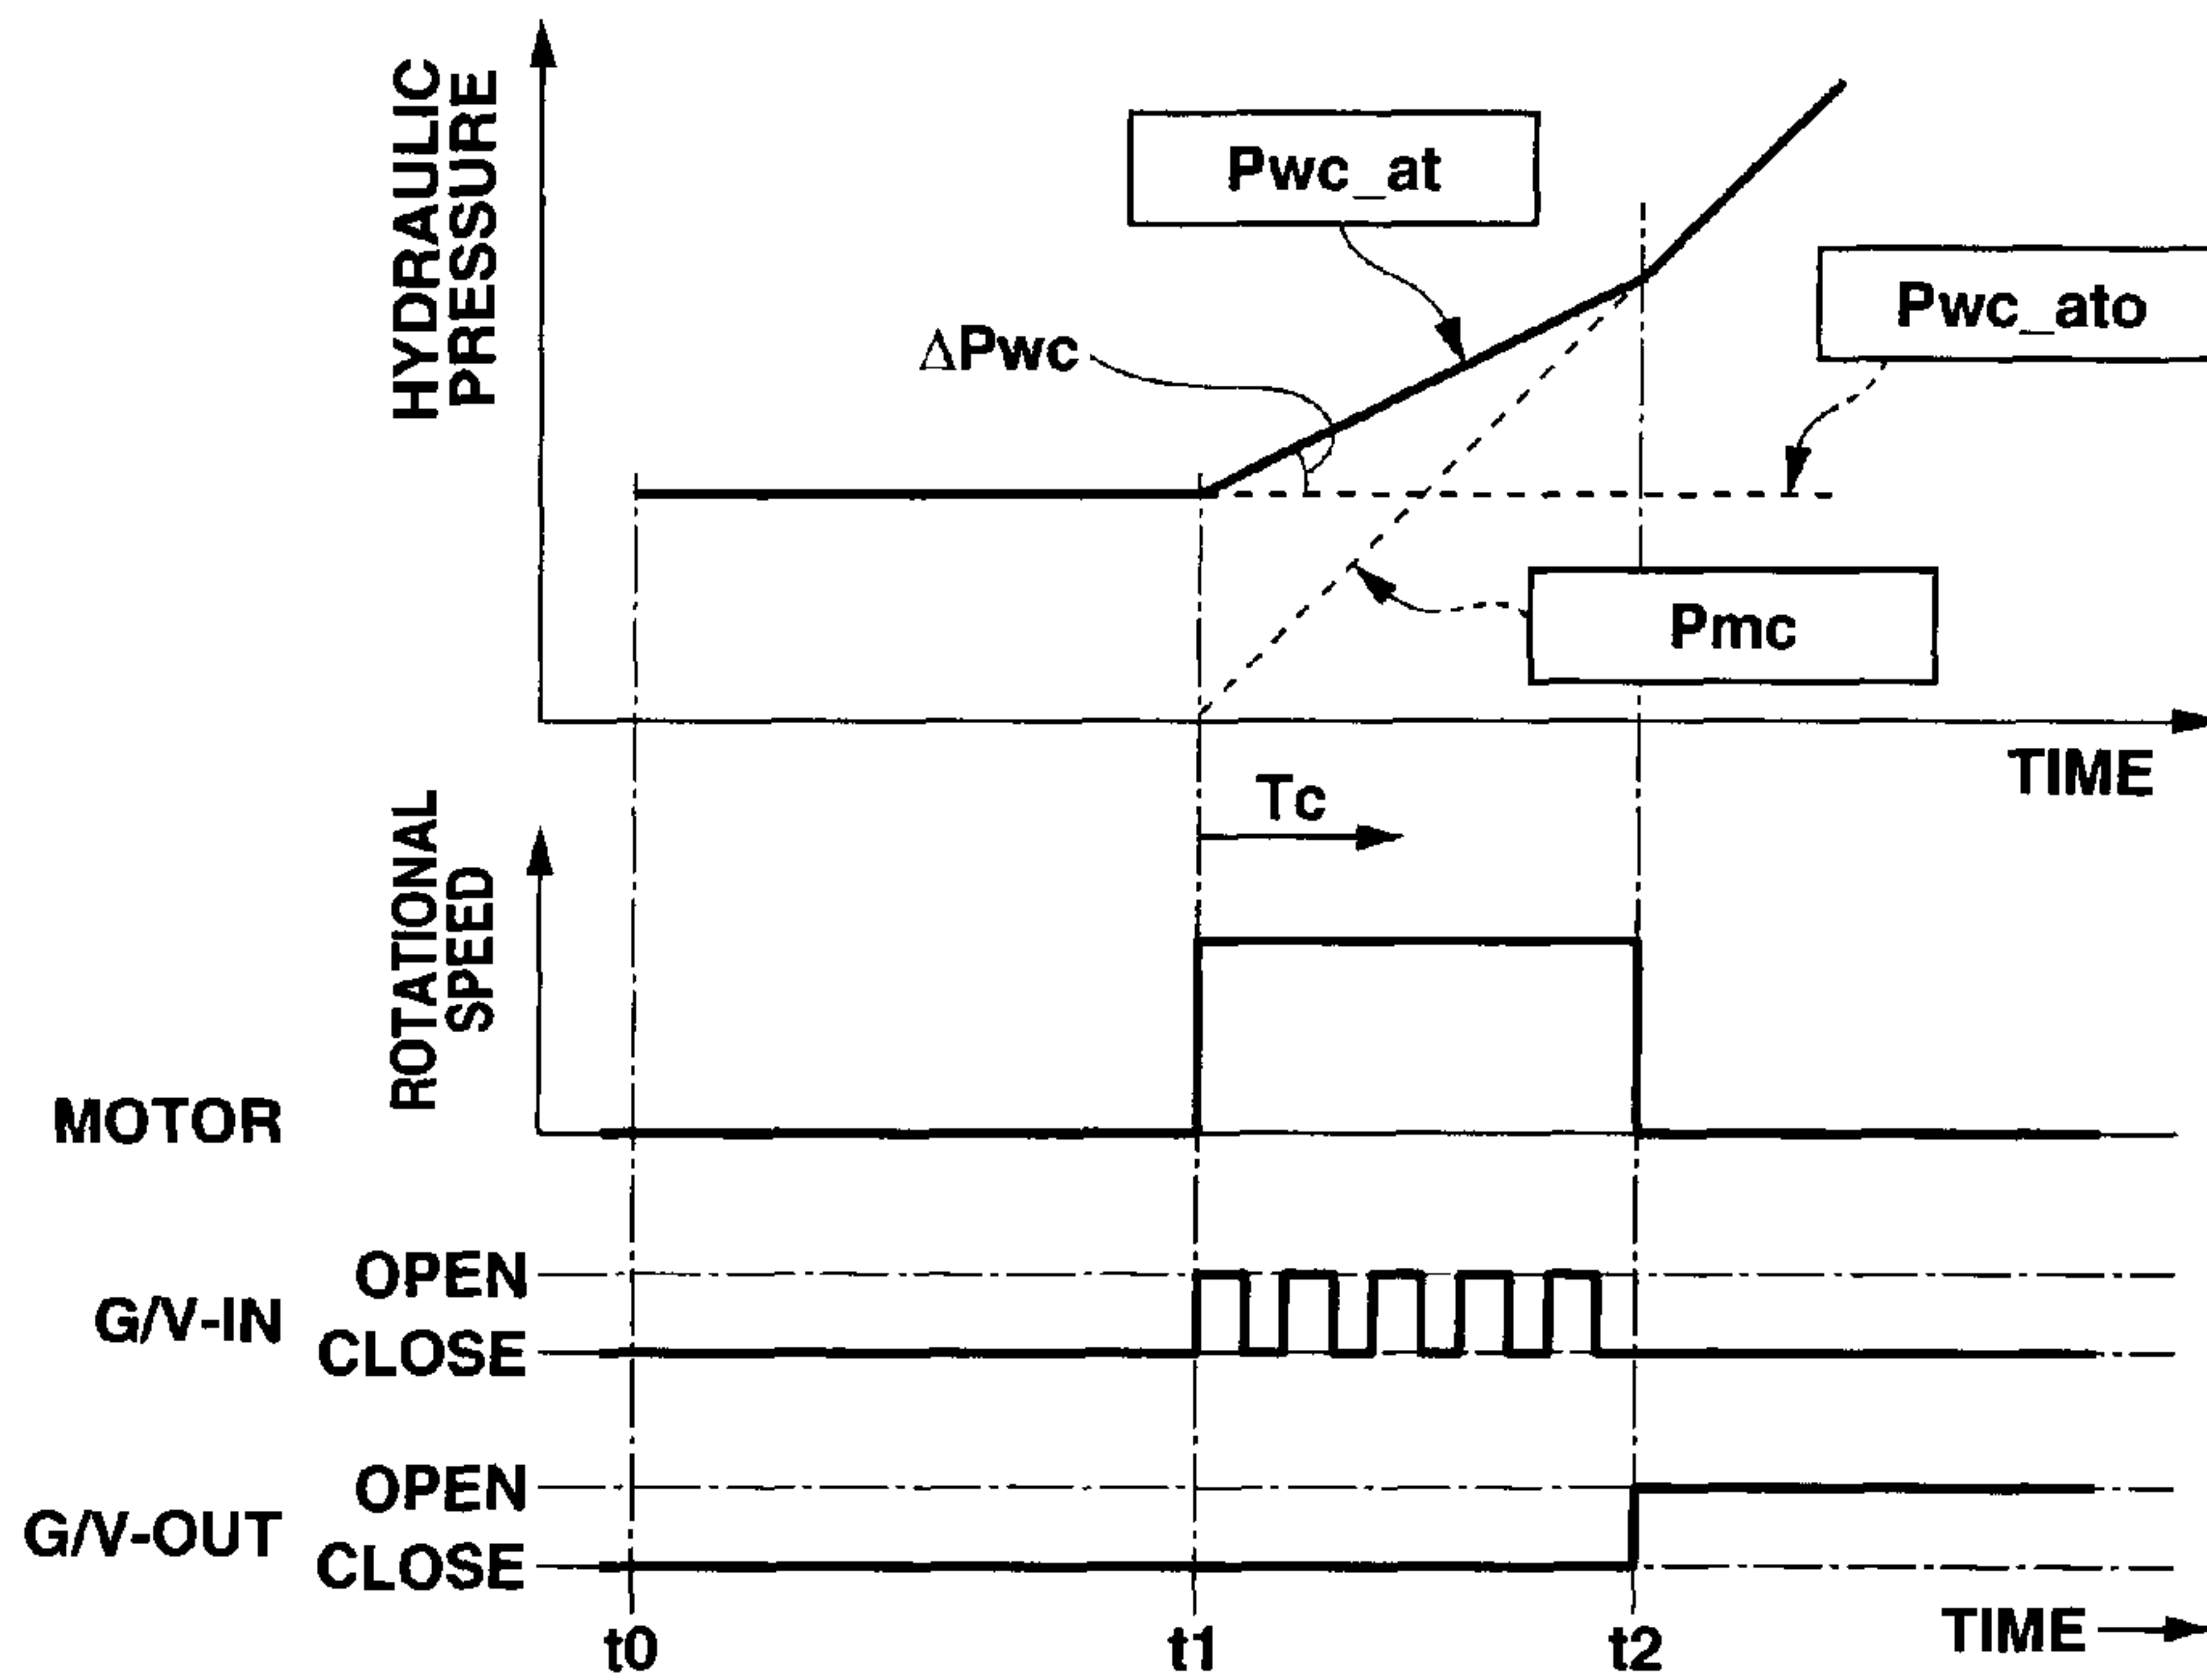 HYDRAULIC
PRESSURE
Pwc_at
Pwc_ato
ΔPwc
Pmc
TIME
Tc
ROTATIONAL
SPEED
MOTOR
OPEN
G/V-IN
CLOSE
OPEN
G/V-OUT
CLOSE
TIME
t0
t1
t2